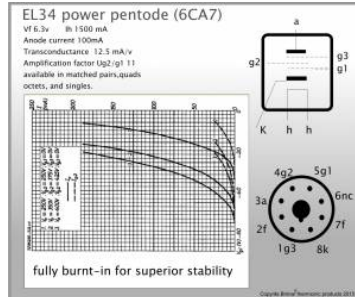 EL34 power pentode (6CA7)
Vf 6.3v Ih 1500 mA
Anode current 100mA
Transconductance 12.5 mA/v
Amplification factor Ug2/g1 11
available in matched pairs,quads
octets, and singles.
a
g2
g3
g1
K
h
h
4g2
5g1
3a
6nc
2f
7f
1g3
8k
fully burnt-in for superior stability